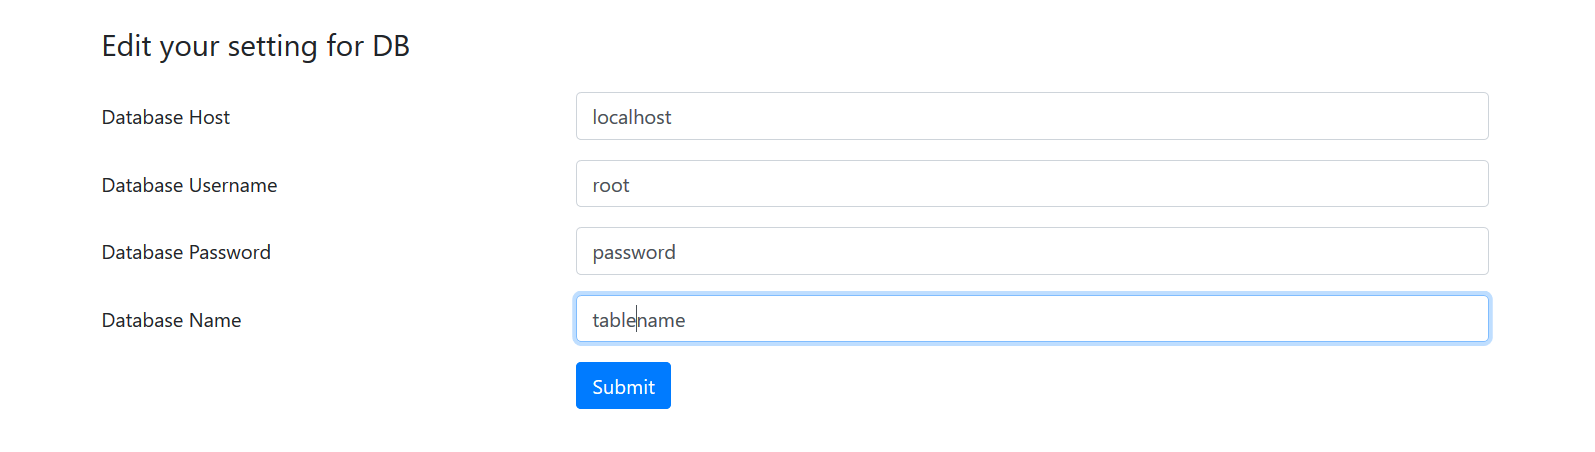 Edit your setting for DB
Database Host localhost
Database Username root
Database Password password
Database Name tablename
Submit